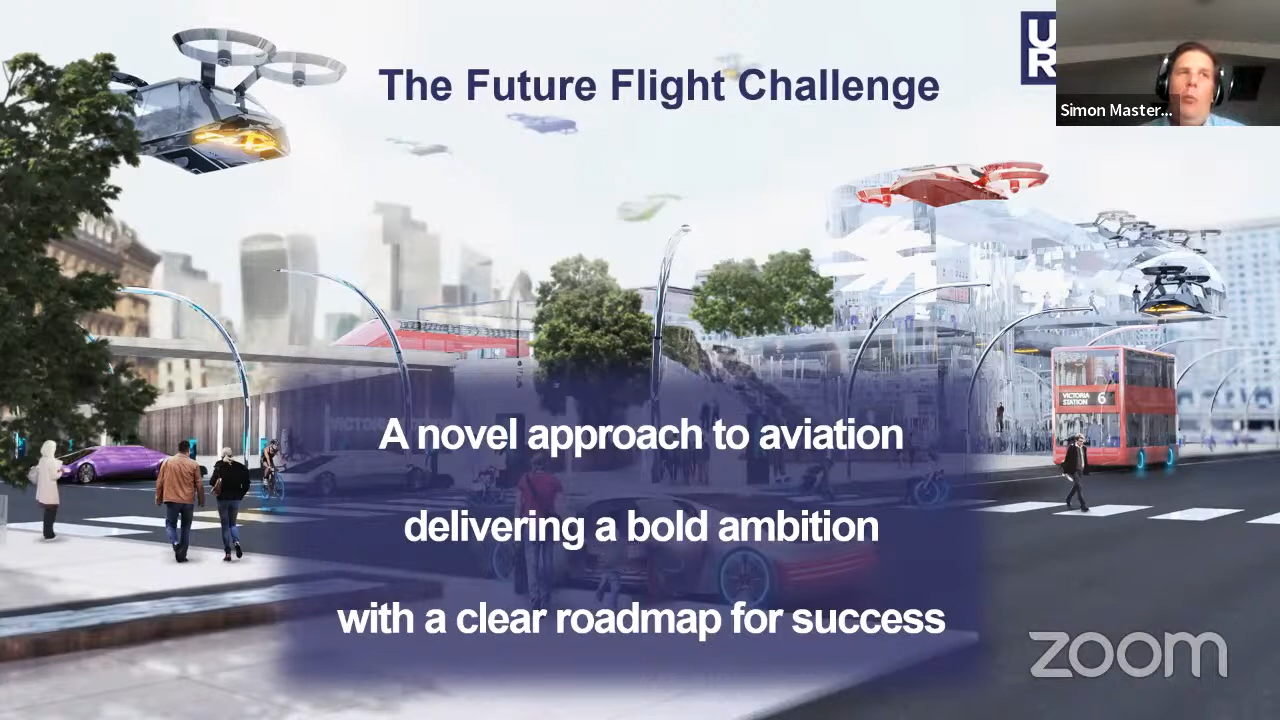 The Future Flight Challenge
U
R
Simon Master...
VICTORIA
STATION
6
A novel approach to aviation
delivering a bold ambition
with a clear roadmap for success
zoom